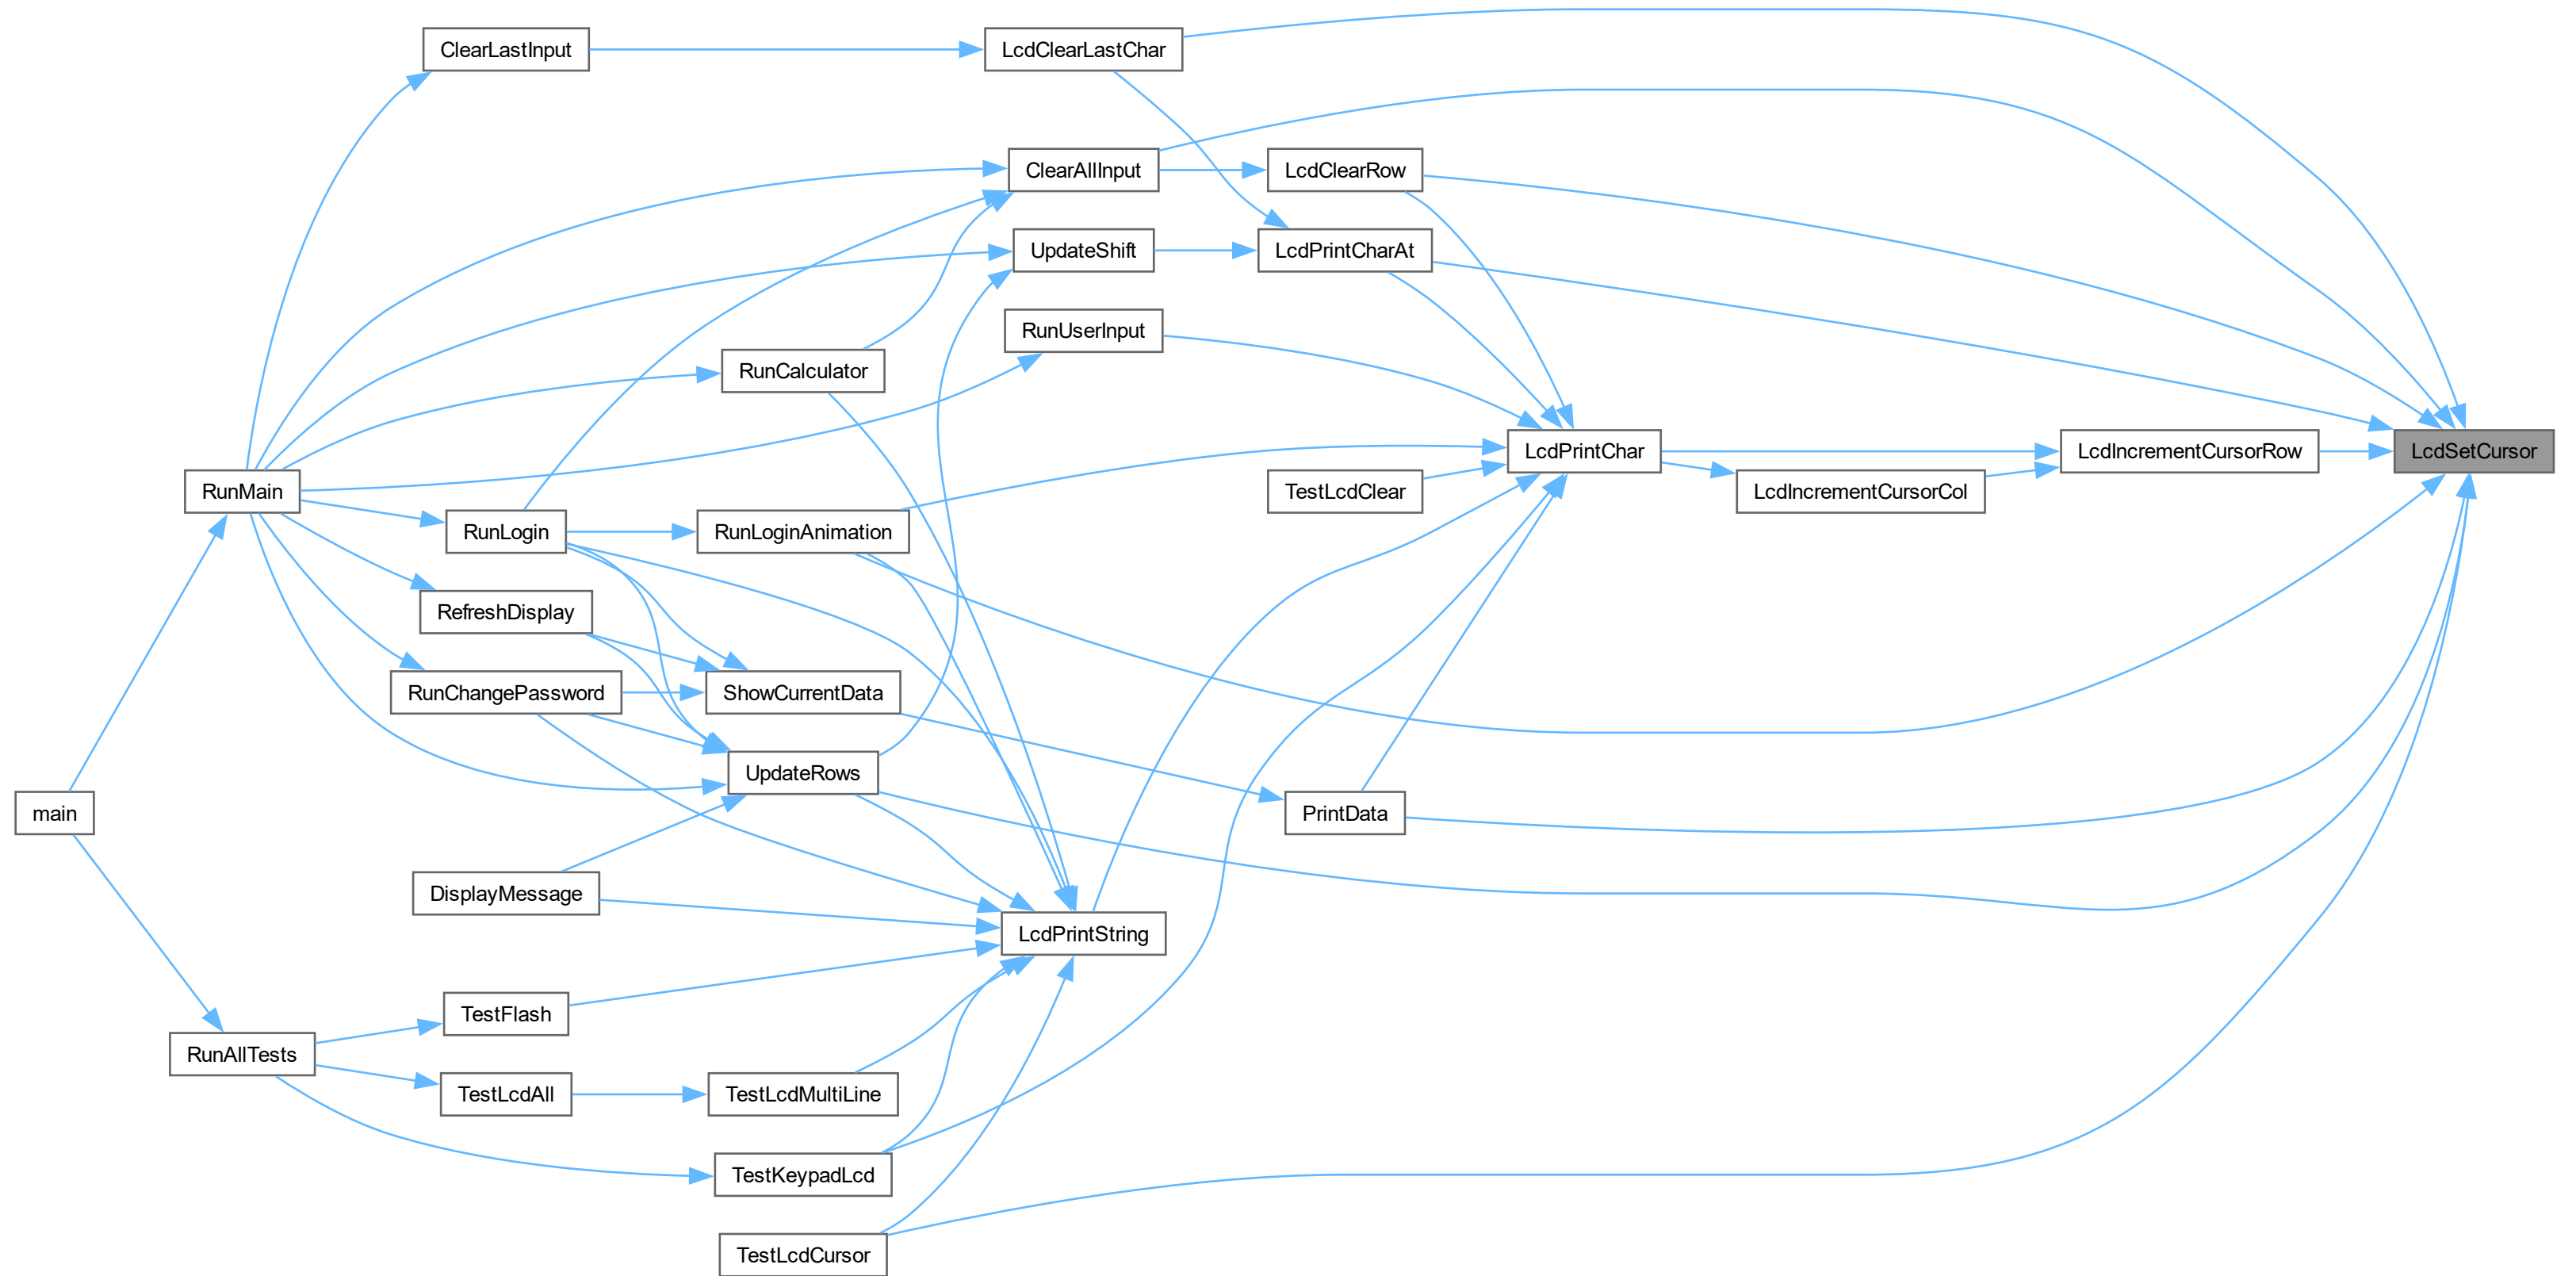 ClearLastInput
LcdClearLastChar
ClearAllInput
LcdClearRow
UpdateShift
LcdPrintCharAt
RunUserInput
RunCalculator
LcdPrintChar
LcdIncrementCursorRow
LcdSetCursor
RunMain
TestLcdClear
LcdIncrementCursorCol
RunLogin
RunLoginAnimation
RefreshDisplay
RunChangePassword
ShowCurrentData
UpdateRows
main
PrintData
DisplayMessage
LcdPrintString
TestFlash
RunAllTests
TestLcdAll
TestLcdMultiLine
TestKeypadLcd
TestLcdCursor